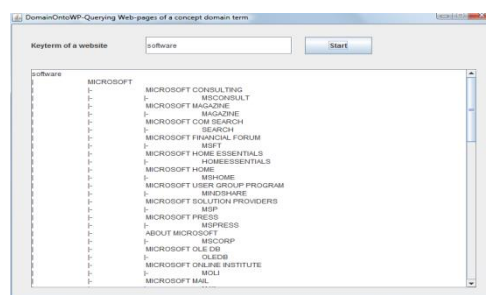 DomainOntoWP-Querying Web-pages of a concept domain term
Keyterm of a website software Start
software
| MICROSOFT
| |- MICROSOFT CONSULTING
| |- |- MSCONSULT
| |- MICROSOFT MAGAZINE
| |- |- MAGAZINE
| |- MICROSOFT COM SEARCH
| |- |- SEARCH
| |- MICROSOFT FINANCIAL FORUM
| |- |- MSFT
| |- MICROSOFT HOME ESSENTIALS
| |- |- HOMEESSENTIALS
| |- MICROSOFT HOME
| |- |- MSHOME
| |- MICROSOFT USER GROUP PROGRAM
| |- |- MINDSHARE
| |- MICROSOFT SOLUTION PROVIDERS
| |- |- MSP
| |- MICROSOFT PRESS
| |- |- MSPRESS
| |- ABOUT MICROSOFT
| |- |- MSCORP
| |- MICROSOFT OLE DB
| |- |- OLEDB
| |- MICROSOFT ONLINE INSTITUTE
| |- |- MOLI
| |- MICROSOFT MAIL